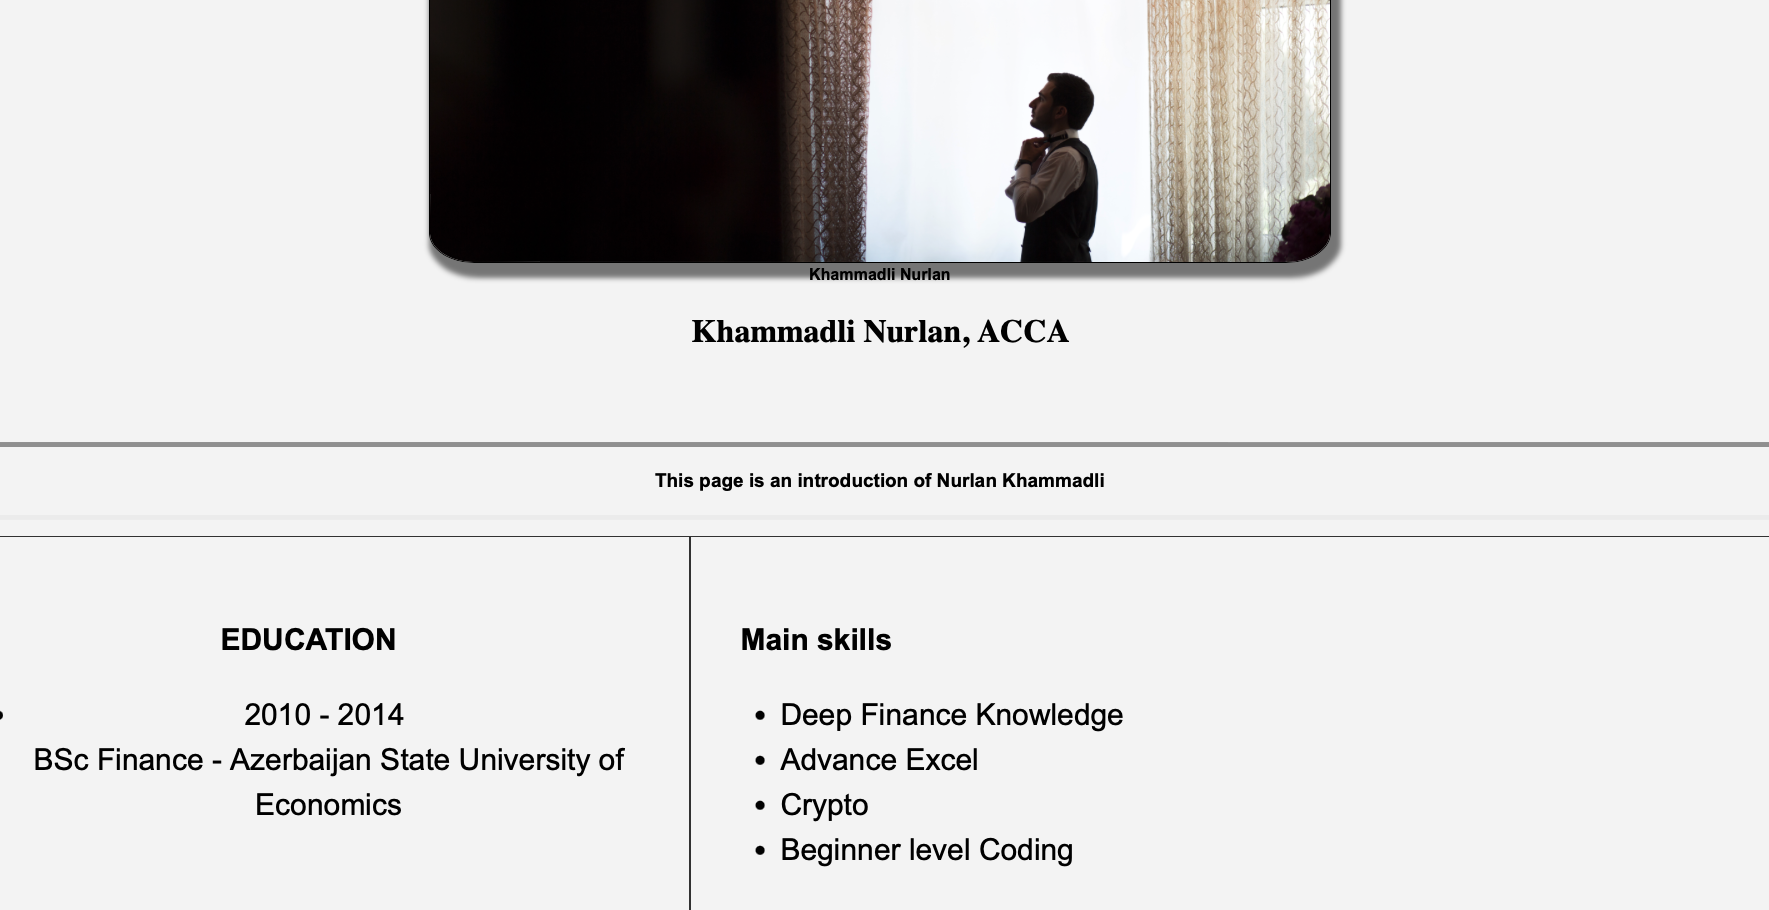 Khammadli Nurlan
Khammadli Nurlan, ACCA
This page is an introduction of Nurlan Khammadli
EDUCATION
2010 - 2014
BSc Finance - Azerbaijan State University of
Economics
Main skills
Deep Finance Knowledge
Advance Excel
Crypto
Beginner level Coding